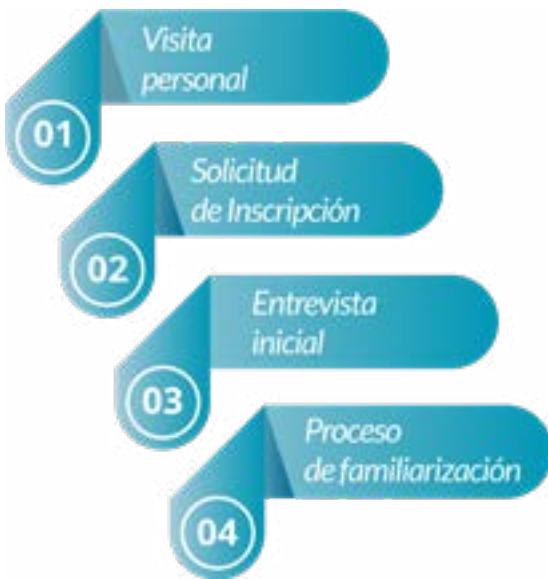 Visita
personal
01
Solicitud
de Inscripción
02
Entrevista
inicial
03
Proceso
de familiarización
04